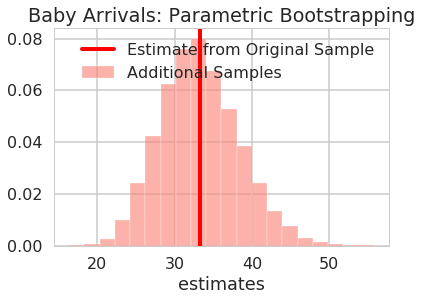 Baby Arrivals: Parametric Bootstrapping
Estimate from Original Sample
Additional Samples
0.08
0.06
0.04
0.02
0.00
20 30 40 50
estimates